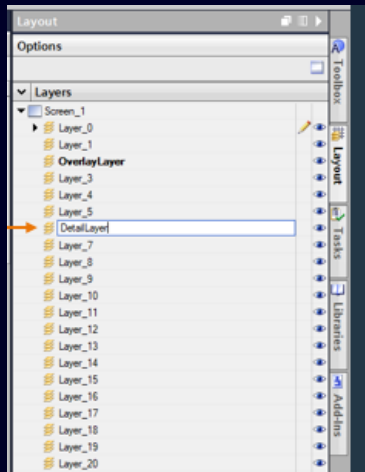 Layout
Options
Layers
Screen_1
Layer_0
Layer_1
OverlayLayer
Layer_3
Layer_4
Layer_5
DetailLayer
Layer_7
Layer_8
Layer_9
Layer_10
Layer_11
Layer_12
Layer_13
Layer_14
Layer_15
Layer_16
Layer_17
Layer_18
Layer_19
Layer_20
Toolbox
Layout
Tasks
Libraries
Add-Ins